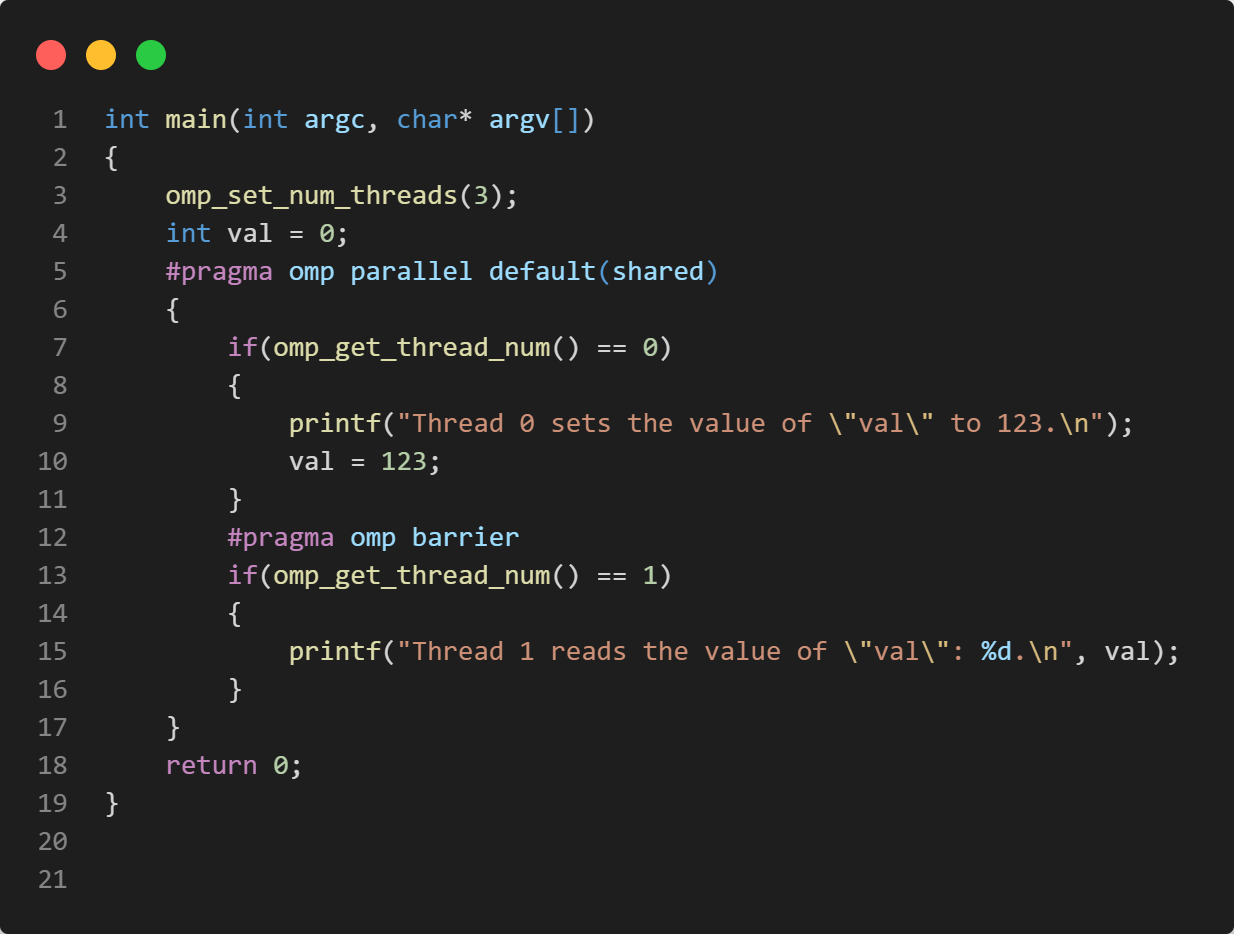 1 int main(int argc, char* argv[])
2 {
3     omp_set_num_threads(3);
4     int val = 0;
5     #pragma omp parallel default(shared)
6     {
7         if(omp_get_thread_num() == 0)
8         {
9             printf("Thread 0 sets the value of \"val\" to 123.\n");
10             val = 123;
11         }
12         #pragma omp barrier
13         if(omp_get_thread_num() == 1)
14         {
15             printf("Thread 1 reads the value of \"val\": %d.\n", val);
16         }
17     }
18     return 0;
19 }
20
21